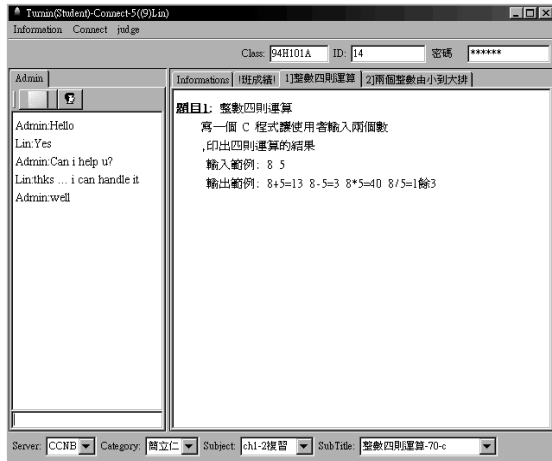 Turnin(Student)-Connect-5((9)Lin)
Information Connect judge
Class: 94H101A ID: 14 密碼 ******
Admin
Informations !班成績! 1]整數四則運算 2]兩個整數由小到大排
Admin:Hello
Lin:Yes
Admin:Can i help u?
Lin:thks ... i can handle it
Admin:well
題目1: 整數四則運算
寫一個 C 程式讓使用者輸入兩個數
,印出四則運算的結果
輸入範例: 8 5
輸出範例: 8+5=13 8-5=3 8*5=40 8/5=1餘3
Server: CCNB Category: 簡立仁 Subject: ch1-2複習 SubTitle: 整數四則運算-70-c